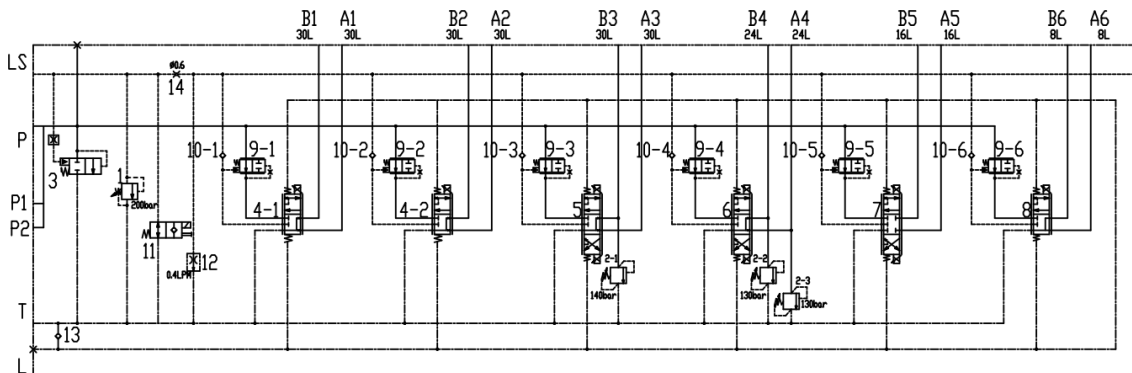 B1 A1 B2 A2 B3 A3 B4 A4 B5 A5 B6 A6
30L 30L 30L 30L 30L 30L 24L 24L 16L 16L 8L 8L
LS
ø0.6
14
P
10-1 9-1 10-2 9-2 10-3 9-3 10-4 9-4 10-5 9-5 10-6 9-6
3
1
200bar
P1
4-1 4-2 5 6 7 8
P2
11
12
0.4LPM
2-1 2-2
140bar 130bar
2-3
130bar
T
13
L